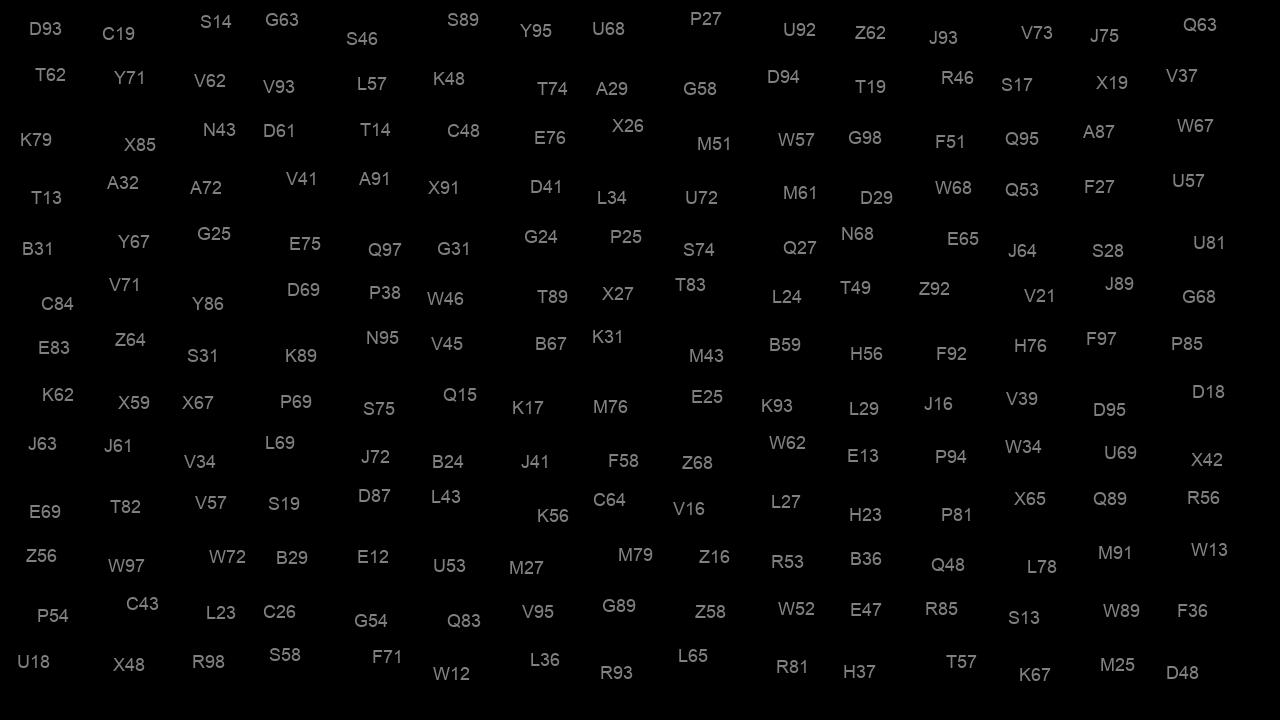 D93 C19 S14 G63 S46 S89 Y95 U68 P27 U92 Z62 J93 V73 J75 Q63
T62 Y71 V62 V93 L57 K48 T74 A29 G58 D94 T19 R46 S17 X19 V37
K79 X85 N43 D61 T14 C48 E76 X26 M51 W57 G98 F51 Q95 A87 W67
T13 A32 A72 V41 A91 X91 D41 L34 U72 M61 D29 W68 Q53 F27 U57
B31 Y67 G25 E75 Q97 G31 G24 P25 S74 Q27 N68 E65 J64 S28 U81
C84 V71 Y86 D69 P38 W46 T89 X27 T83 L24 T49 Z92 V21 J89 G68
E83 Z64 S31 K89 N95 V45 B67 K31 M43 B59 H56 F92 H76 F97 P85
K62 X59 X67 P69 S75 Q15 K17 M76 E25 K93 L29 J16 V39 D95 D18
J63 J61 V34 L69 J72 B24 J41 F58 Z68 W62 E13 P94 W34 U69 X42
E69 T82 V57 S19 D87 L43 K56 C64 V16 L27 H23 P81 X65 Q89 R56
Z56 W97 W72 B29 E12 U53 M27 M79 Z16 R53 B36 Q48 L78 M91 W13
P54 C43 L23 C26 G54 Q83 V95 G89 Z58 W52 E47 R85 S13 W89 F36
U18 X48 R98 S58 F71 W12 L36 R93 L65 R81 H37 T57 K67 M25 D48